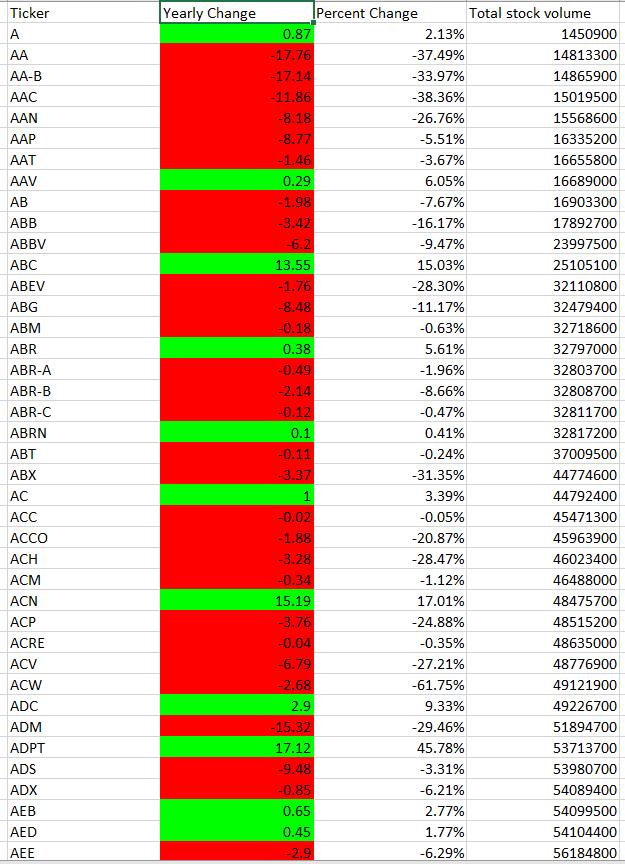 Ticker Yearly Change Percent Change Total stock volume
A 0.87 2.13% 1450900
AA -17.76 -37.49% 14813300
AA-B -17.14 -33.97% 14865900
AAC -11.86 -38.36% 15019500
AAN -8.18 -26.76% 15568600
AAP -8.77 -5.51% 16335200
AAT -1.46 -3.67% 16655800
AAV 0.29 6.05% 16689000
AB -1.98 -7.67% 16903300
ABB -3.42 -16.17% 17892700
ABBV -6.2 -9.47% 23997500
ABC 13.55 15.03% 25105100
ABEV -1.76 -28.30% 32110800
ABG -8.48 -11.17% 32479400
ABM -0.18 -0.63% 32718600
ABR 0.38 5.61% 32797000
ABR-A -0.49 -1.96% 32803700
ABR-B -2.14 -8.66% 32808700
ABR-C -0.12 -0.47% 32811700
ABRN 0.1 0.41% 32817200
ABT -0.11 -0.24% 37009500
ABX -3.37 -31.35% 44774600
AC 1 3.39% 44792400
ACC -0.02 -0.05% 45471300
ACCO -1.88 -20.87% 45963900
ACH -3.28 -28.47% 46023400
ACM -0.34 -1.12% 46488000
ACN 15.19 17.01% 48475700
ACP -3.76 -24.88% 48515200
ACRE -0.04 -0.35% 48635000
ACV -6.79 -27.21% 48776900
ACW -2.68 -61.75% 49121900
ADC 2.9 9.33% 49226700
ADM -15.32 -29.46% 51894700
ADPT 17.12 45.78% 53713700
ADS -9.48 -3.31% 53980700
ADX -0.85 -6.21% 54089400
AEB 0.65 2.77% 54099500
AED 0.45 1.77% 54104400
AEE -2.9 -6.29% 56184800